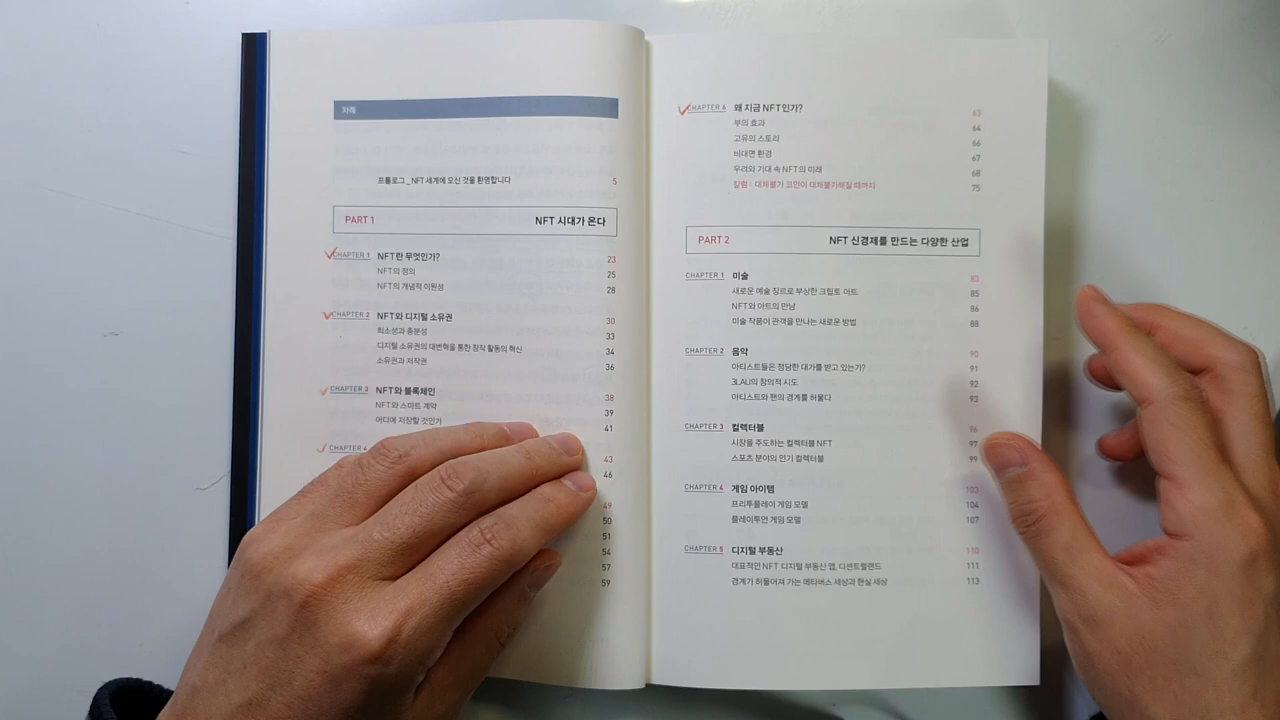 차례
프롤로그_NFT 세계에 오신 것을 환영합니다 5
PART 1 NFT 시대가 온다
CHAPTER 1 NFT란 무엇인가? 23
NFT의 정의 25
NFT의 개념적 이원성 28
CHAPTER 2 NFT와 디지털 소유권 30
희소성과 충분성 33
디지털 소유권의 대변혁을 통한 창작 활동의 혁신 34
소유권과 저작권 36
CHAPTER 3 NFT와 블록체인 38
NFT와 스마트 계약 39
어디에 저장할 것인가 41
CHAPTER 4 43
46
49
50
51
54
57
59
CHAPTER 6 왜 지금 NFT인가? 63
부의 효과 64
고유의 스토리 66
비대면 환경 67
우려와 기대 속 NFT의 미래 68
칼럼 : 대체불가 코인이 대체불가해질 때까지 75
PART 2 NFT 신경제를 만드는 다양한 산업
CHAPTER 1 미술 83
새로운 예술 장르로 부상한 크립토 아트 85
NFT와 아트의 만남 86
미술 작품이 관객을 만나는 새로운 방법 88
CHAPTER 2 음악 90
아티스트들은 정당한 대가를 받고 있는가? 91
3LAU의 창의적 시도 92
아티스트와 팬의 경계를 허물다 93
CHAPTER 3 컬렉터블 96
시장을 주도하는 컬렉터블 NFT 97
스포츠 분야의 인기 컬렉터블 99
CHAPTER 4 게임 아이템 103
프리투플레이 게임 모델 104
플레이투언 게임 모델 107
CHAPTER 5 디지털 부동산 110
대표적인 NFT 디지털 부동산 앱, 디센트럴랜드 111
경계가 허물어져 가는 메타버스 세상과 현실 세상 113